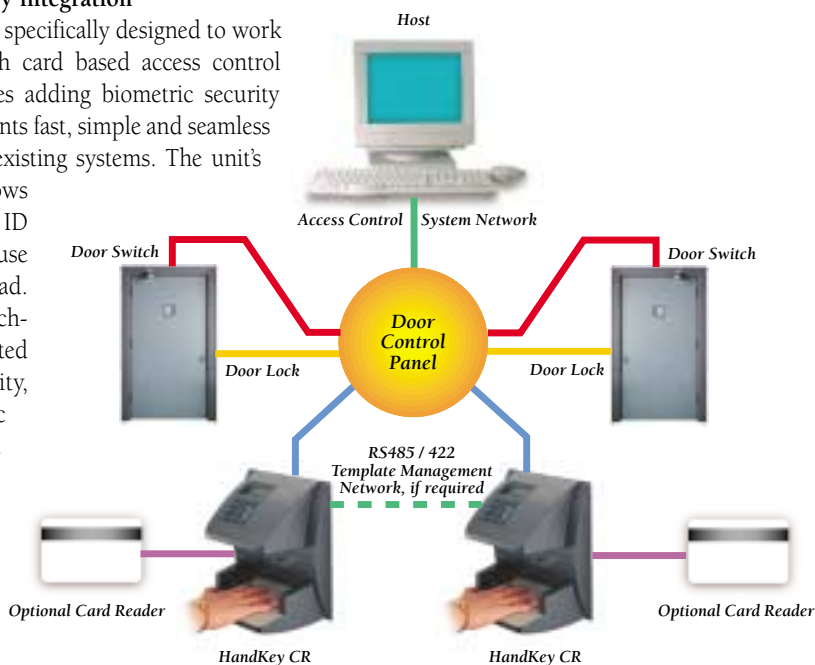 y Integration
specifically designed to work
h card based access control
es adding biometric security
nts fast, simple and seamless
existing systems. The unit's
ows
ID
use
ad.
ch-
ted
ity,
c
Host
Access Control
System Network
Door Switch
Door Switch
Door
Control
Panel
Door Lock
Door Lock
RS485 / 422
Template Management
Network, if required
Optional Card Reader
Optional Card Reader
HandKey CR
HandKey CR